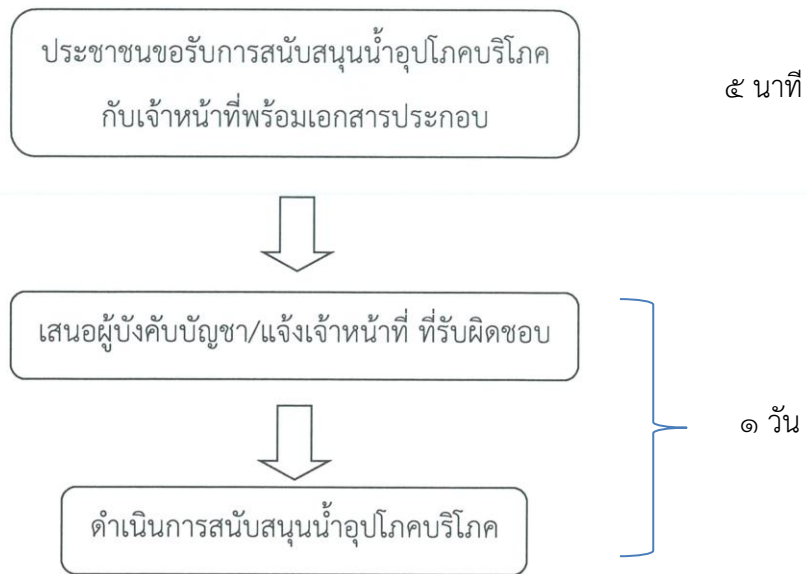 ประชาชนขอรับการสนับสนุนน้ำอุปโภคบริโภค
กับเจ้าหน้าที่พร้อมเอกสารประกอบ
๕ นาที
เสนอผู้บังคับบัญชา/แจ้งเจ้าหน้าที่ ที่รับผิดชอบ
๑ วัน
ดำเนินการสนับสนุนน้ำอุปโภคบริโภค